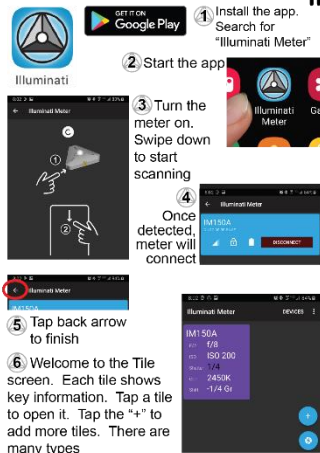 GET IT ON
Google Play
Illuminati
1 Install the app.
Search for
"Illuminati Meter"
2 Start the app
Illuminati
Meter
Ga
3 Turn the
meter on.
Swipe down
to start
scanning
Illuminati Meter
C
1
2
4
Once
detected,
meter will
connect
Illuminati Meter
IM150A
DISCONNECT
Illuminati Meter
IM150A
5 Tap back arrow
to finish
6 Welcome to the Tile
screen. Each tile shows
key information. Tap a tile
to open it. Tap the "+" to
add more tiles. There are
many types
Illuminati Meter DEVICES
IM150A
f/8
ISO 200
1/4
2450K
-1/4 Gr